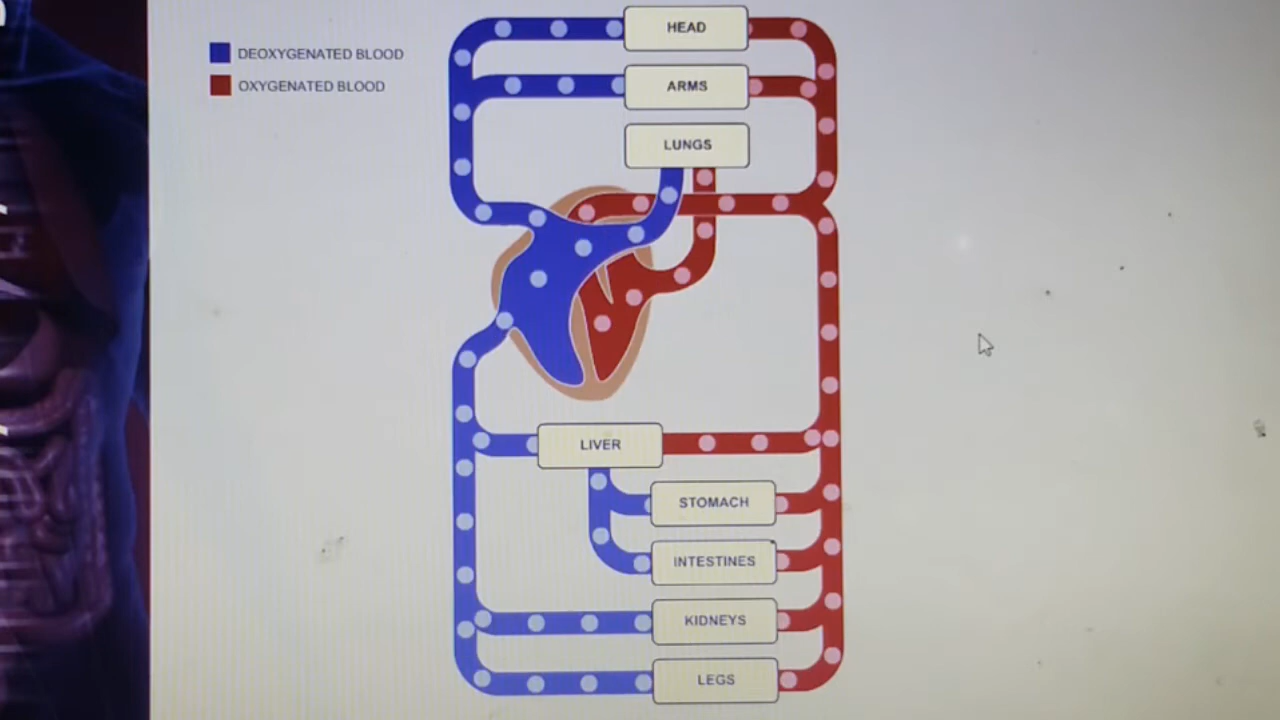 DEOXYGENATED BLOOD
OXYGENATED BLOOD
HEAD
ARMS
LUNGS
LIVER
STOMACH
INTESTINES
KIDNEYS
LEGS